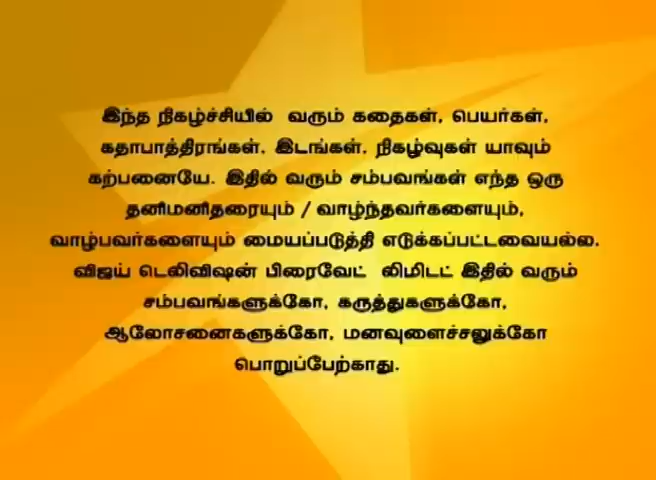 இந்த நிகழ்ச்சியில் வரும் கதைகள், பெயர்கள்,
கதாபாத்திரங்கள், இடங்கள், நிகழ்வுகள் யாவும்
கற்பனையே. இதில் வரும் சம்பவங்கள் எந்த ஒரு
தனிமனிதரையும் / வாழ்ந்தவர்களையும்,
வாழ்பவர்களையும் மையப்படுத்தி எடுக்கப்பட்டவையல்ல.
விஜய் டெலிவிஷன் பிரைவேட் லிமிடட் இதில் வரும்
சம்பவங்களுக்கோ, கருத்துகளுக்கோ,
ஆலோசனைகளுக்கோ, மனவுளைச்சலுக்கோ
பொறுப்பேற்காது.